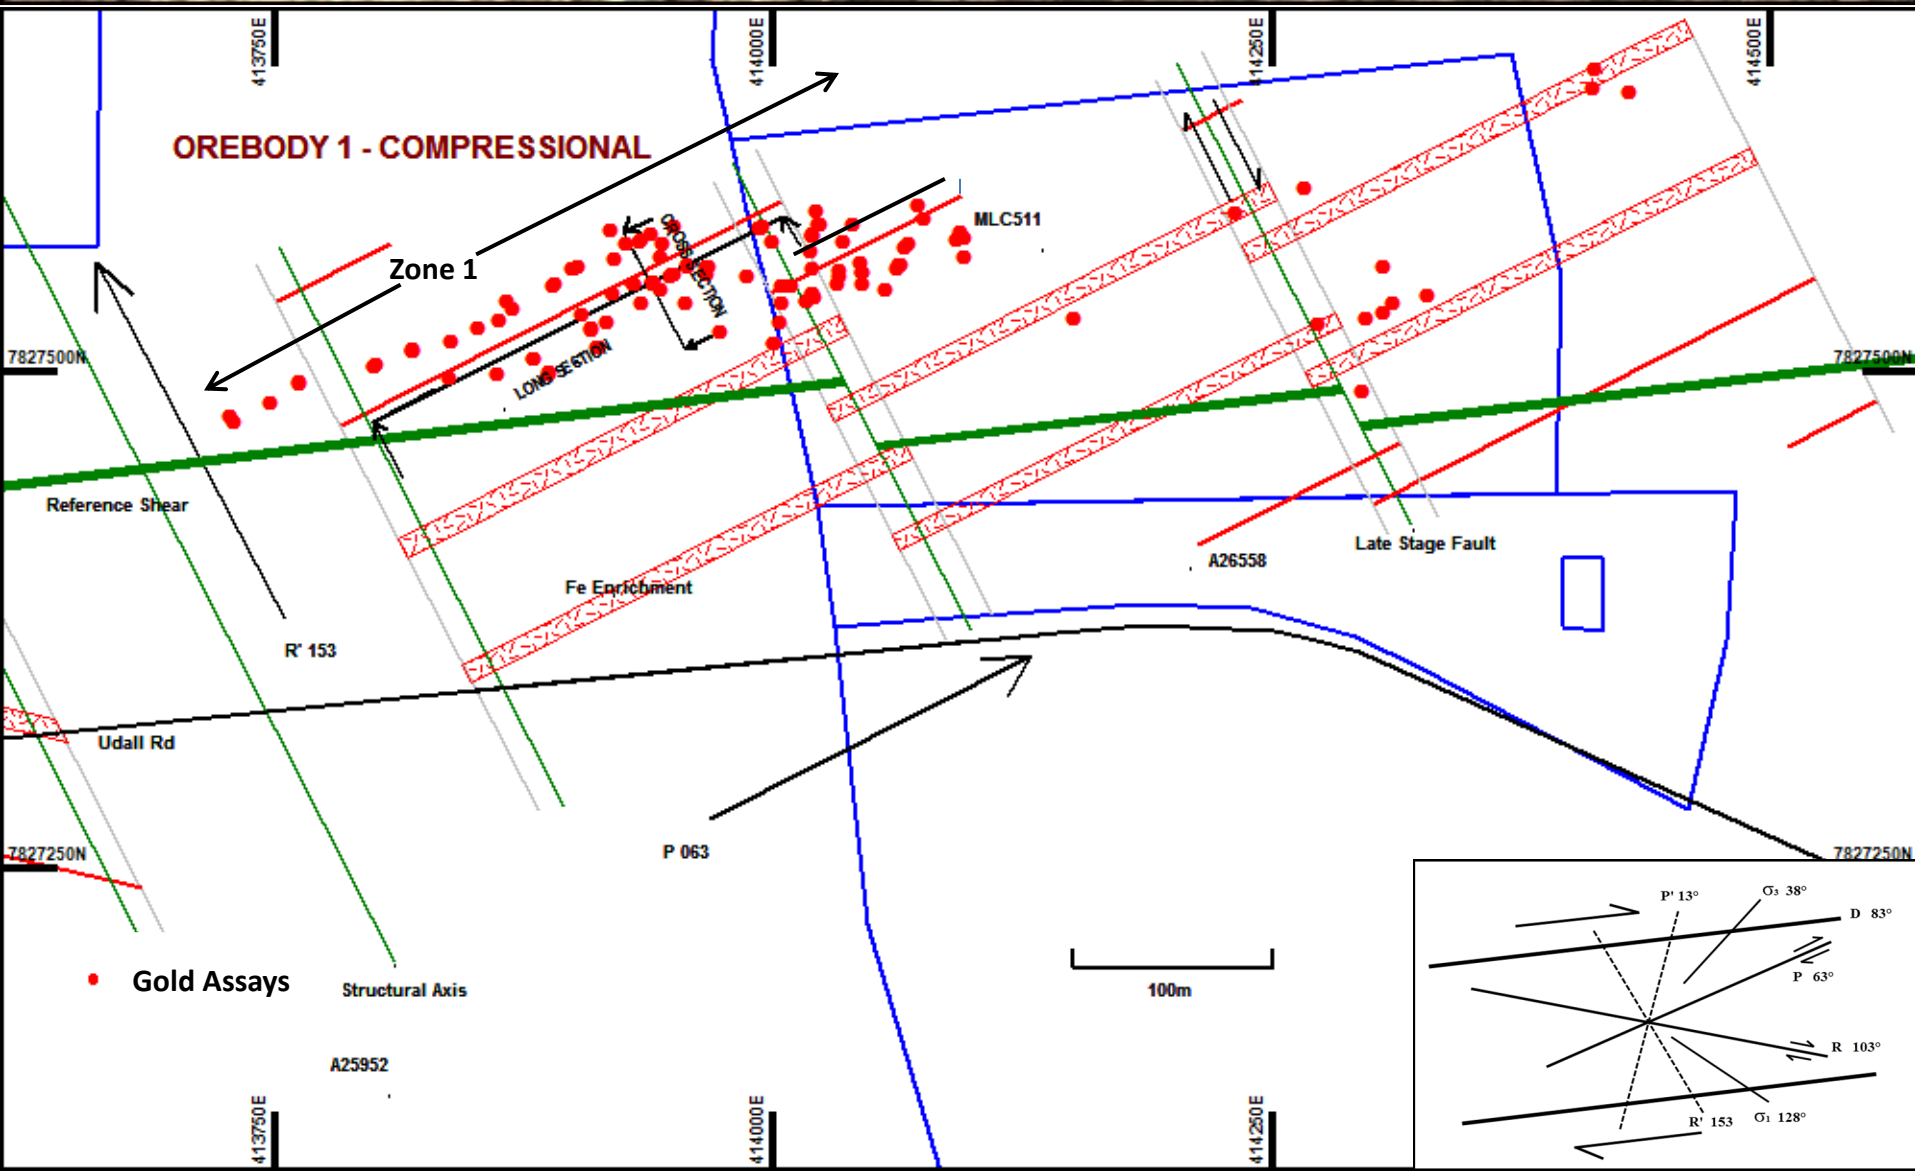 413750E
414000E
414250E
414500E
OREBODY 1 - COMPRESSIONAL
MLC511
Zone 1
CROSS SECTION
LONG SECTION
7827500N
7827500N
Reference Shear
Late Stage Fault
A26558
Fe Enrichment
R' 153
Udall Rd
P 063
7827250N
7827250N
Gold Assays
Structural Axis
100m
A25952
413750E
414000E
414250E
P' 13°
σ₃ 38°
D 83°
P 63°
R 103°
R' 153
σ₁ 128°